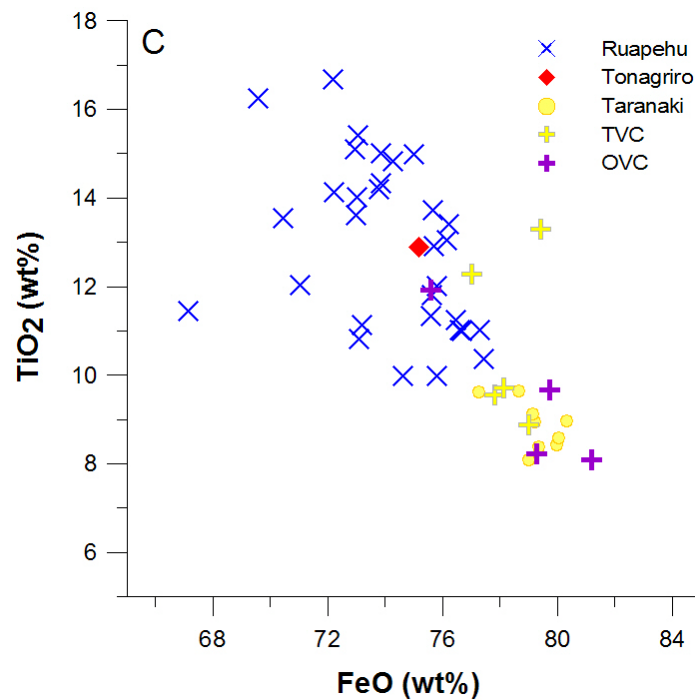 C
Ruapehu
Tonagriro
Taranaki
TVC
OVC
TiO2 (wt%)
18
16
14
12
10
8
6
68 72 76 80 84
FeO (wt%)